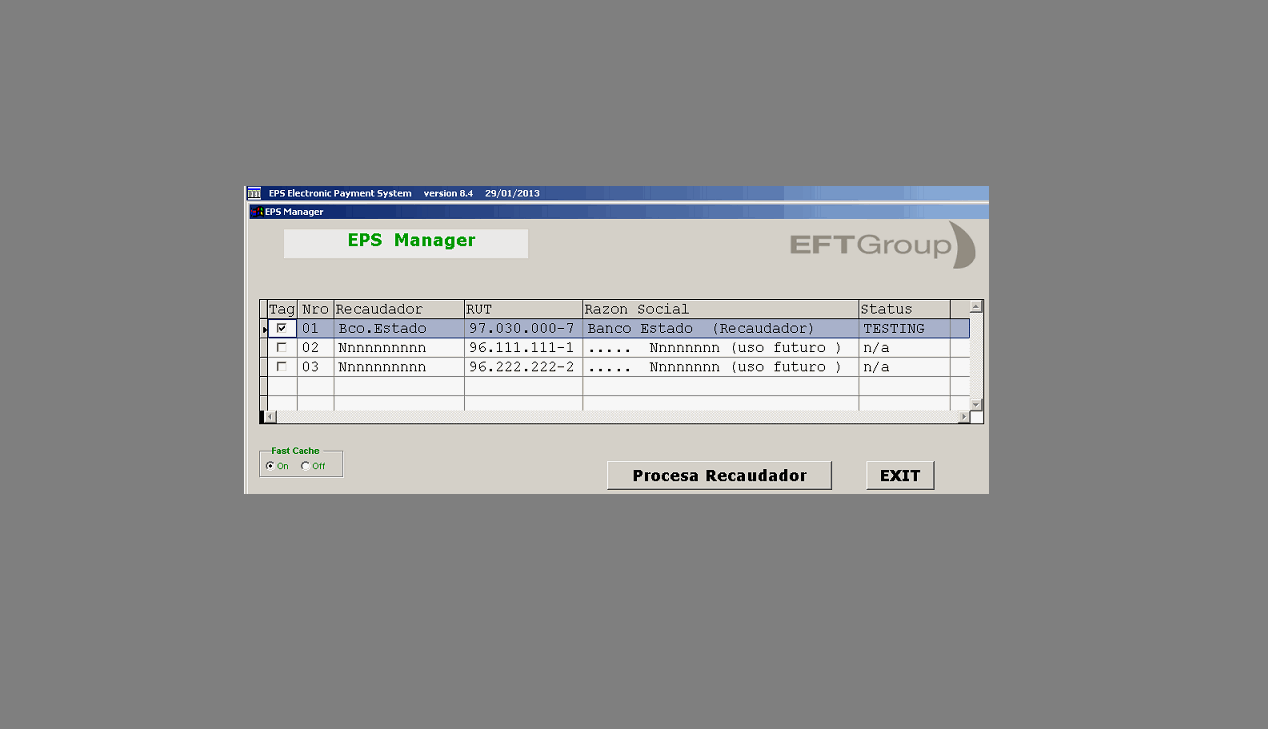 EPS Electronic Payment System version 8.4 29/01/2013
EPS Manager
EPS Manager
EFTGroup
Tag Nro Recaudador RUT Razon Social Status
01 Bco.Estado 97.030.000-7 Banco Estado (Recaudador) TESTING
02 Nnnnnnnnnn 96.111.111-1 ..... Nnnnnnnn (uso futuro ) n/a
03 Nnnnnnnnnn 96.222.222-2 ..... Nnnnnnnn (uso futuro ) n/a
Fast Cache
On Off
Procesa Recaudador EXIT